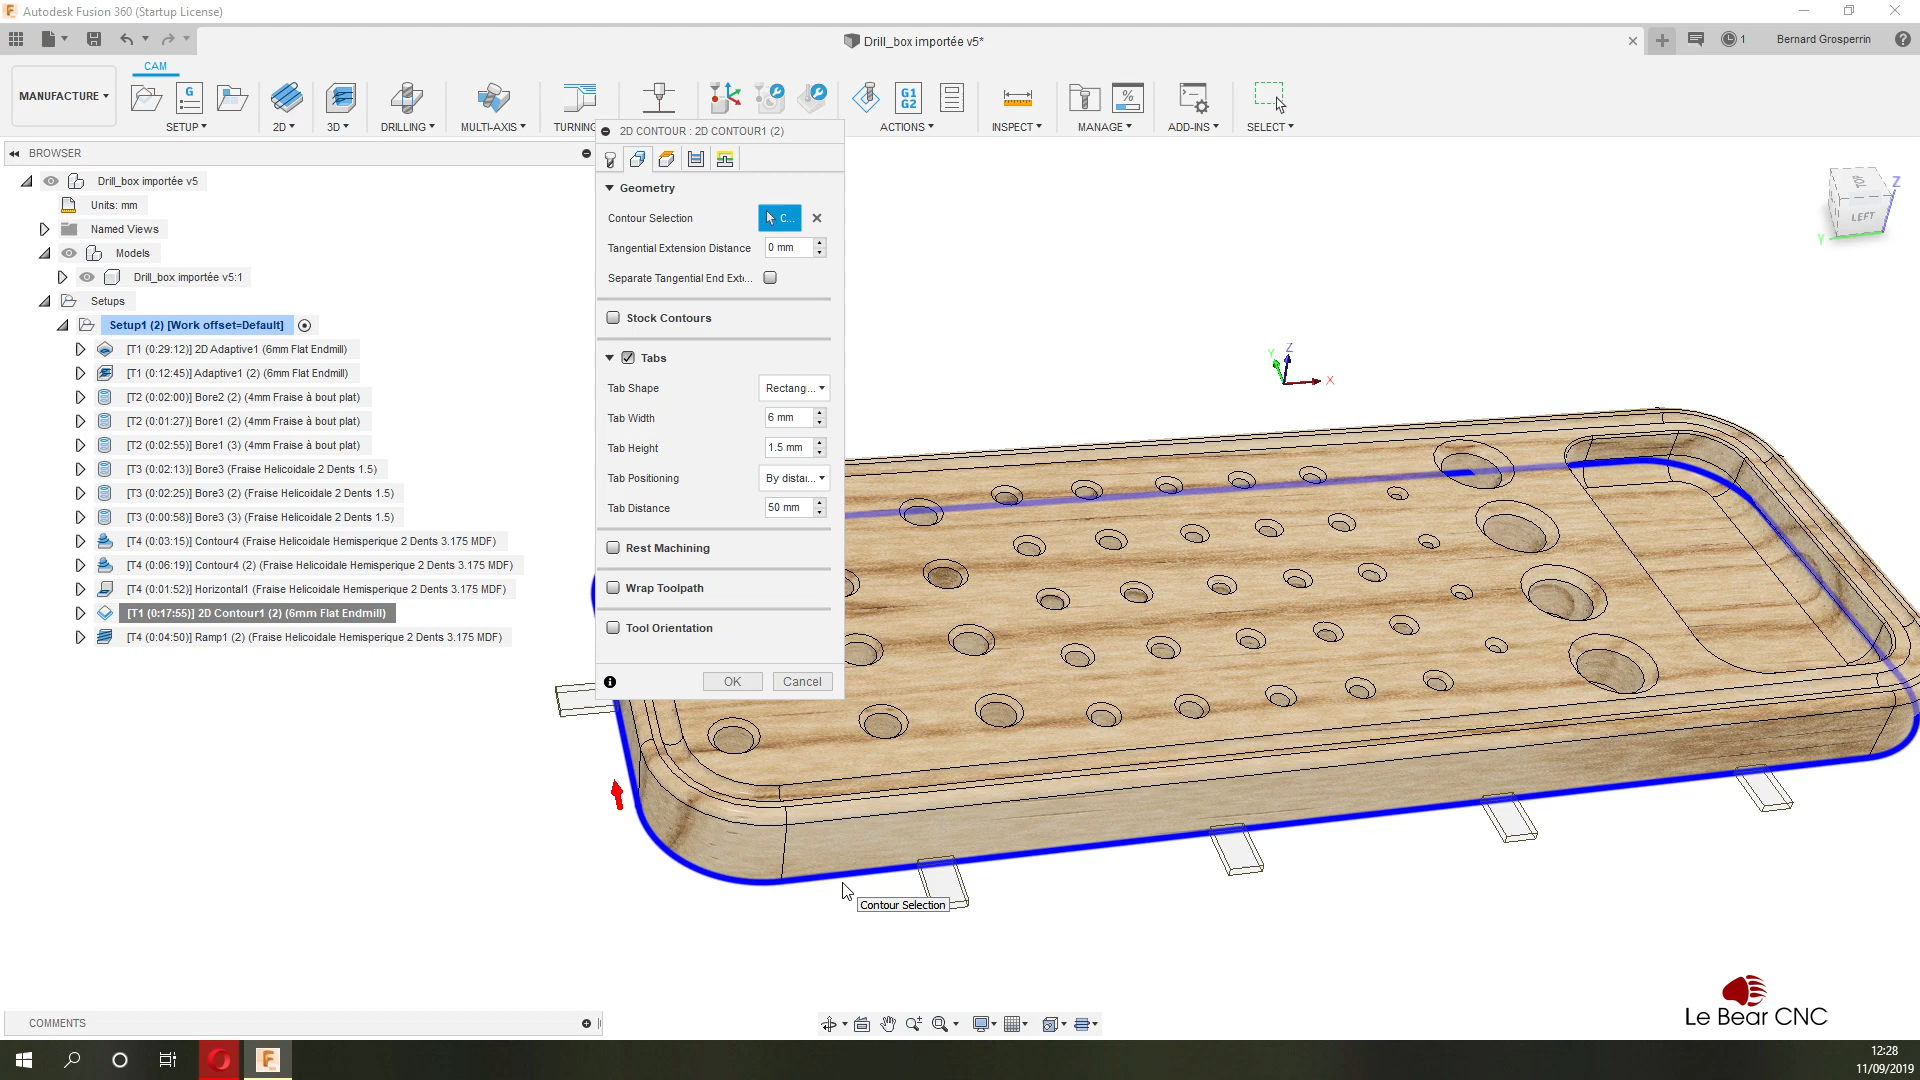 Autodesk Fusion 360 (Startup License)
Drill_box importée v5*
1
Bernard Grosperrin
CAM
MANUFACTURE
SETUP
2D
3D
DRILLING
MULTI-AXIS
TURNING
G
G1
G2
%
ACTIONS
INSPECT
MANAGE
ADD-INS
SELECT
BROWSER
Drill_box importée v5
Units: mm
Named Views
Models
Drill_box importée v5:1
Setups
Setup1 (2) [Work offset=Default]
[T1 (0:29:12)] 2D Adaptive1 (6mm Flat Endmill)
[T1 (0:12:45)] Adaptive1 (2) (6mm Flat Endmill)
[T2 (0:02:00)] Bore2 (2) (4mm Fraise à bout plat)
[T2 (0:01:27)] Bore1 (2) (4mm Fraise à bout plat)
[T2 (0:02:55)] Bore1 (3) (4mm Fraise à bout plat)
[T3 (0:02:13)] Bore3 (Fraise Helicoidale 2 Dents 1.5)
[T3 (0:02:25)] Bore3 (2) (Fraise Helicoidale 2 Dents 1.5)
[T3 (0:00:58)] Bore3 (3) (Fraise Helicoidale 2 Dents 1.5)
[T4 (0:03:15)] Contour4 (Fraise Helicoidale Hemisperique 2 Dents 3.175 MDF)
[T4 (0:06:19)] Contour4 (2) (Fraise Helicoidale Hemisperique 2 Dents 3.175 MDF)
[T4 (0:01:52)] Horizontal1 (Fraise Helicoidale Hemisperique 2 Dents 3.175 MDF)
[T1 (0:17:55)] 2D Contour1 (2) (6mm Flat Endmill)
[T4 (0:04:50)] Ramp1 (2) (Fraise Helicoidale Hemisperique 2 Dents 3.175 MDF)
2D CONTOUR : 2D CONTOUR1 (2)
Geometry
Contour Selection C...
Tangential Extension Distance 0 mm
Separate Tangential End Exte...
Stock Contours
Tabs
Tab Shape Rectang...
Tab Width 6 mm
Tab Height 1.5 mm
Tab Positioning By distan...
Tab Distance 50 mm
Rest Machining
Wrap Toolpath
Tool Orientation
OK Cancel
TOP
LEFT
Z
Y
Z
Y
X
Contour Selection
Le Bear CNC
COMMENTS
12:28
11/09/2019